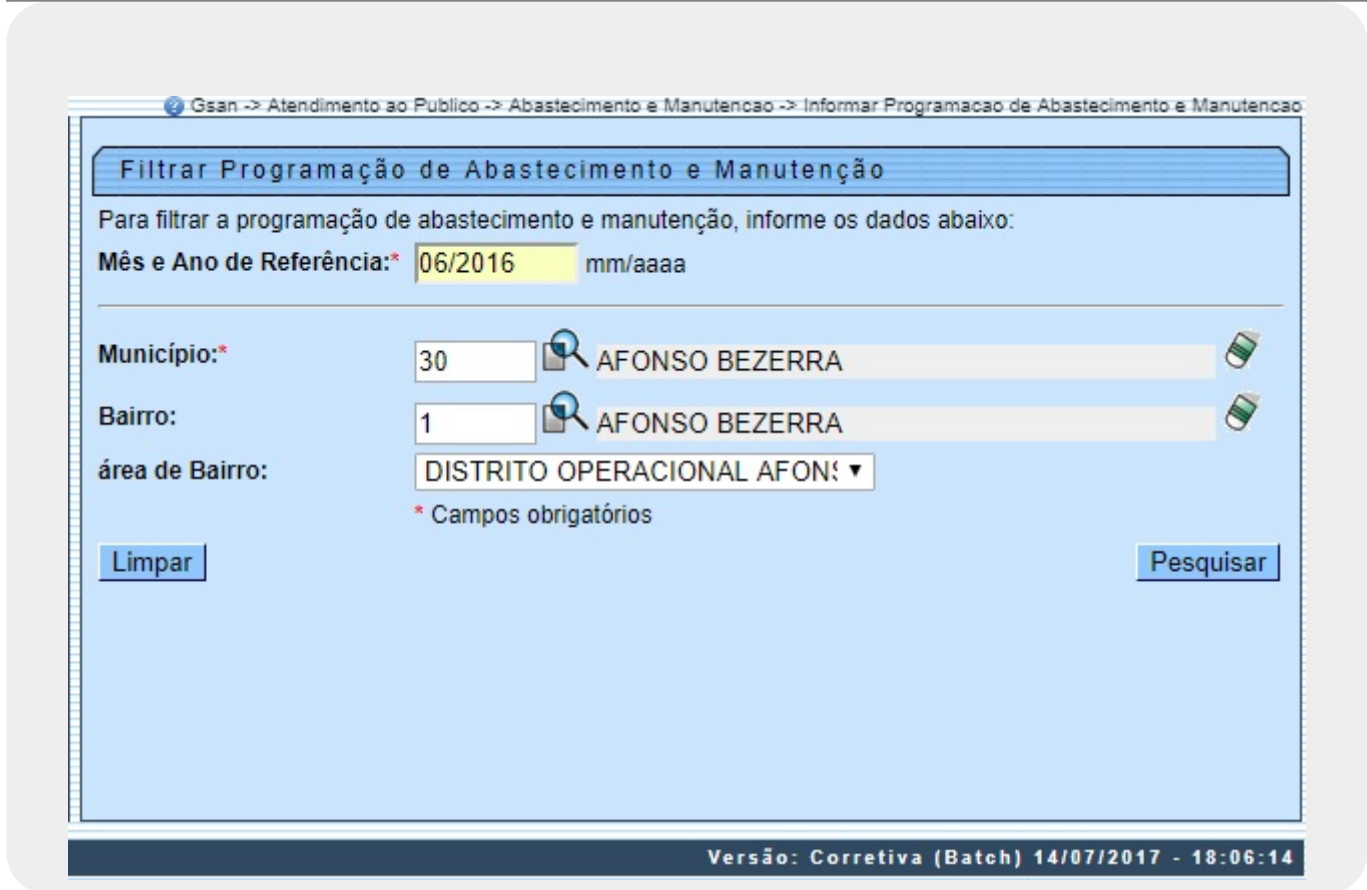 Gsan -> Atendimento ao Publico -> Abastecimento e Manutencao -> Informar Programacao de Abastecimento e Manutencao
Filtrar Programação de Abastecimento e Manutenção
Para filtrar a programação de abastecimento e manutenção, informe os dados abaixo:
Mês e Ano de Referência:* 06/2016 mm/aaaa
Município:* 30 AFONSO BEZERRA
Bairro: 1 AFONSO BEZERRA
área de Bairro: DISTRITO OPERACIONAL AFON
* Campos obrigatórios
Limpar Pesquisar
Versão: Corretiva (Batch) 14/07/2017 - 18:06:14